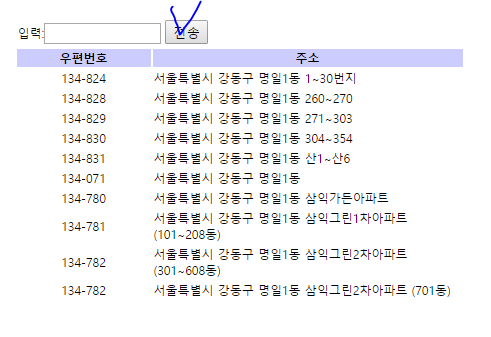 입력: 전송
우편번호 주소
134-824 서울특별시 강동구 명일1동 1~30번지
134-828 서울특별시 강동구 명일1동 260~270
134-829 서울특별시 강동구 명일1동 271~303
134-830 서울특별시 강동구 명일1동 304~354
134-831 서울특별시 강동구 명일1동 산1~산6
134-071 서울특별시 강동구 명일1동
134-780 서울특별시 강동구 명일1동 삼익가든아파트
134-781 서울특별시 강동구 명일1동 삼익그린1차아파트
(101~208동)
134-782 서울특별시 강동구 명일1동 삼익그린2차아파트
(301~608동)
134-782 서울특별시 강동구 명일1동 삼익그린2차아파트 (701동)